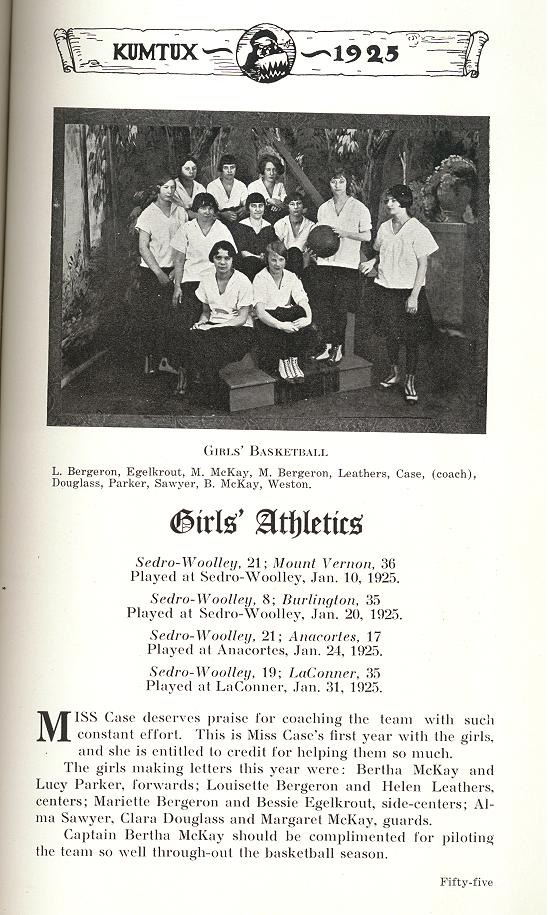 KUMTUX 1925
GIRLS' BASKETBALL
L. Bergeron, Egelkrout, M. McKay, M. Bergeron, Leathers, Case, (coach),
Douglass, Parker, Sawyer, B. McKay, Weston.
Girls' Athletics
Sedro-Woolley, 21; Mount Vernon, 36
Played at Sedro-Woolley, Jan. 10, 1925.
Sedro-Woolley, 8; Burlington, 35
Played at Sedro-Woolley, Jan. 20, 1925.
Sedro-Woolley, 21; Anacortes, 17
Played at Anacortes, Jan. 24, 1925.
Sedro-Woolley, 19; LaConner, 35
Played at LaConner, Jan. 31, 1925.
MISS Case deserves praise for coaching the team with such
constant effort. This is Miss Case's first year with the girls,
and she is entitled to credit for helping them so much.
The girls making letters this year were: Bertha McKay and
Lucy Parker, forwards; Louisette Bergeron and Helen Leathers,
centers; Mariette Bergeron and Bessie Egelkrout, side-centers; Al-
ma Sawyer, Clara Douglass and Margaret McKay, guards.
Captain Bertha McKay should be complimented for piloting
the team so well through-out the basketball season.
Fifty-five